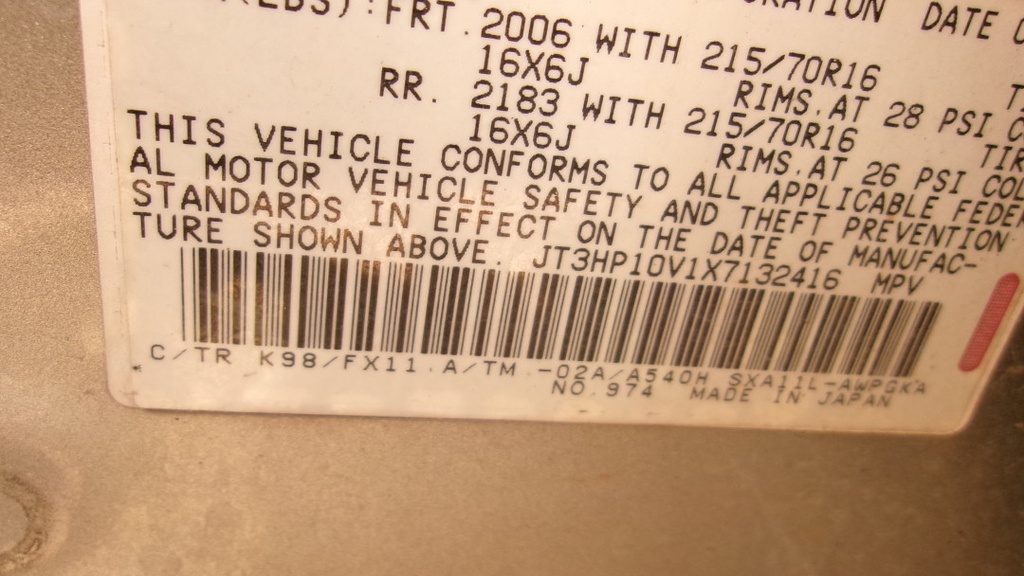 (LBS):FRT. 2006 WITH 215/70R16
DATE
16X6J RIMS.AT 28 PSI
RR. 2183 WITH 215/70R16
16X6J RIMS.AT 26 PSI
THIS VEHICLE CONFORMS TO ALL APPLICABLE
AL MOTOR VEHICLE SAFETY AND THEFT PREVENTION
STANDARDS IN EFFECT ON THE DATE OF MANUFAC-
TURE SHOWN ABOVE. JT3HP10V1X7132416 MPV
C/TR K98/FX11 A/TM -02A/A540H SXA11L-AWPGKA
NO.974 MADE IN JAPAN